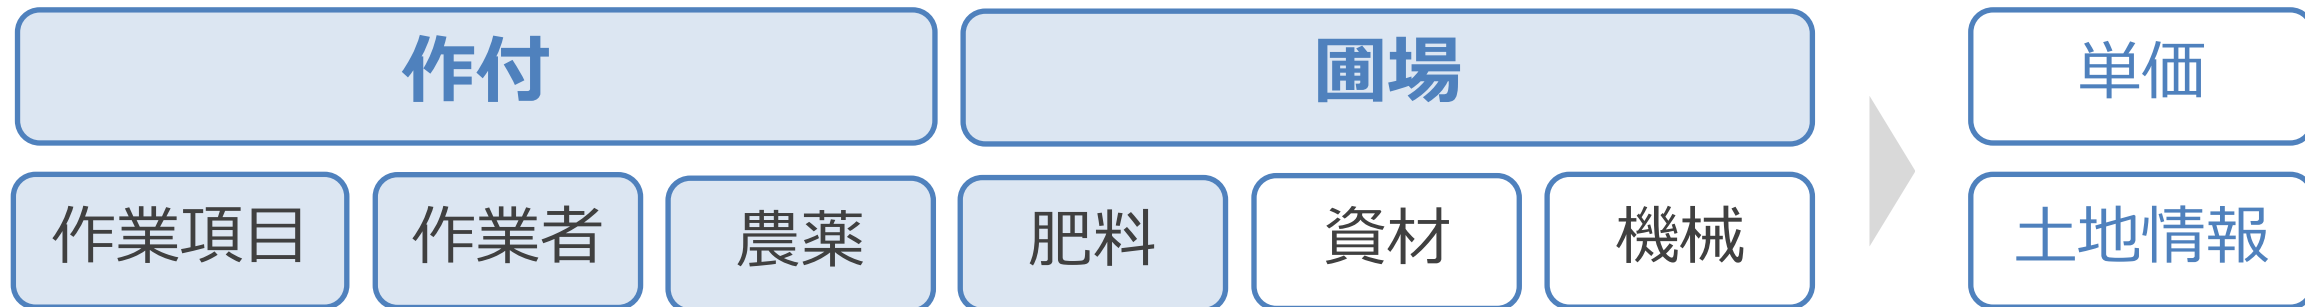 作付 圃場 単価
作業項目 作業者 農薬 肥料 資材 機械 土地情報